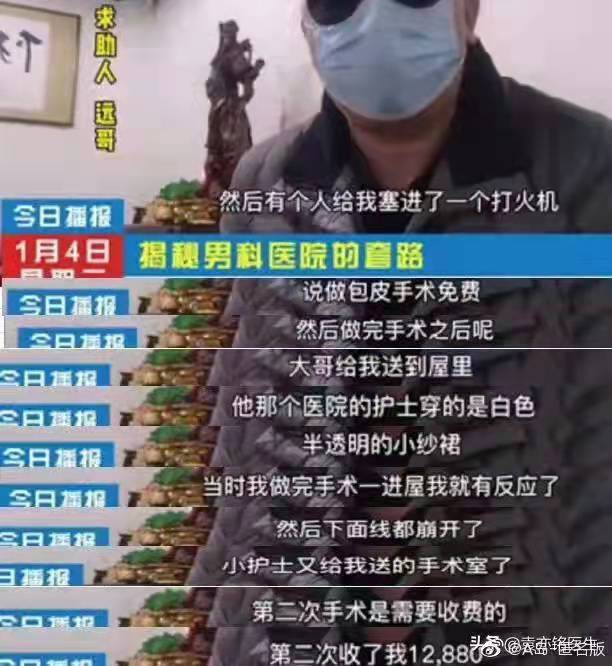 求助人 远哥
然后有个人给我塞进了一个打火机
今日播报
1月4日
揭秘男科医院的套路
说做包皮手术免费
今日播报
然后做完手术之后呢
今日播报
大哥给我送到屋里
今日播报
他那个医院的护士穿的是白色
今日播报
半透明的小纱裙
今日播报
当时我做完手术一进屋我就有反应了
今日播报
然后下面线都崩开了
今日播报
小护士又给我送的手术室了
日播报
第二次手术是需要收费的
今日播报
第二次收了我12,880
今日播报